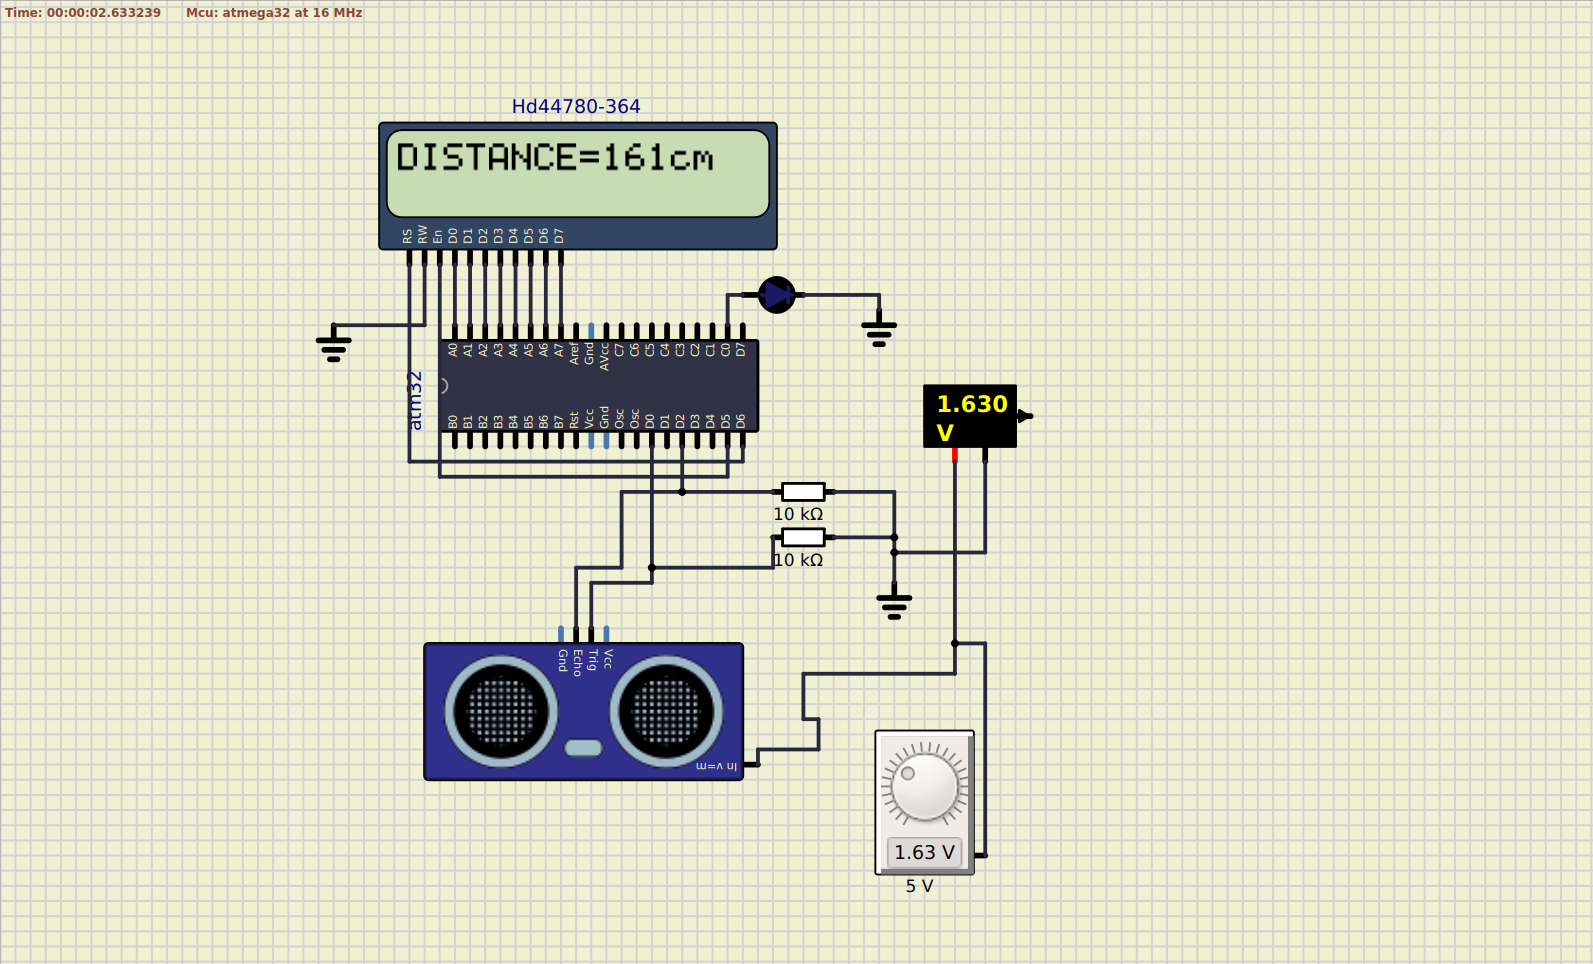 Time: 00:00:02.633239 Mcu: atmega32 at 16 MHz
Hd44780-364
DISTANCE=161cm
RS RW En D0 D1 D2 D3 D4 D5 D6 D7
A0 A1 A2 A3 A4 A5 A6 A7 Aref Gnd AVcc C7 C6 C5 C4 C3 C2 C1 C0 D7
atm32
B0 B1 B2 B3 B4 B5 B6 B7 Rst Vcc Gnd Osc Osc D0 D1 D2 D3 D4 D5 D6
1.630
V
10 kΩ
10 kΩ
Gnd Echo Trig Vcc
In v=m
1.63 V
5 V